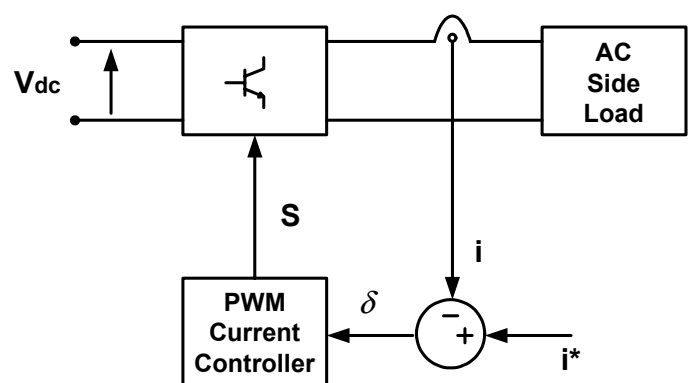 Vdc
AC
Side
Load
S
i
PWM
Current
Controller
δ
−
+
i*